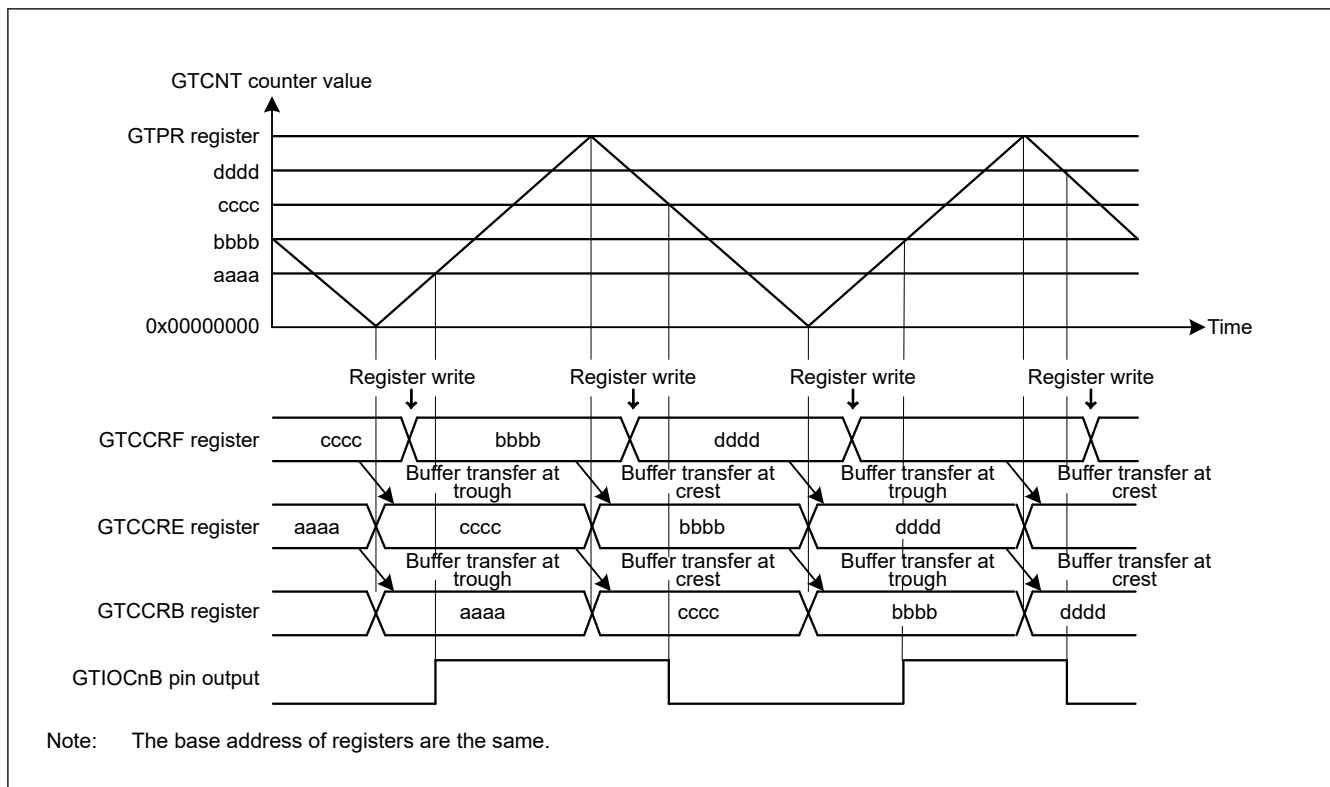 GTCNT counter value
GTPR register
dddd
cccc
bbbb
aaaa
0x00000000
Time
Register write Register write Register write Register write
GTCCRF register cccc bbbb dddd
Buffer transfer at trough Buffer transfer at crest Buffer transfer at trough Buffer transfer at crest
GTCCRE register aaaa cccc bbbb dddd
Buffer transfer at trough Buffer transfer at crest Buffer transfer at trough Buffer transfer at crest
GTCCRB register aaaa cccc bbbb dddd
GTIOCnB pin output
Note: The base address of registers are the same.